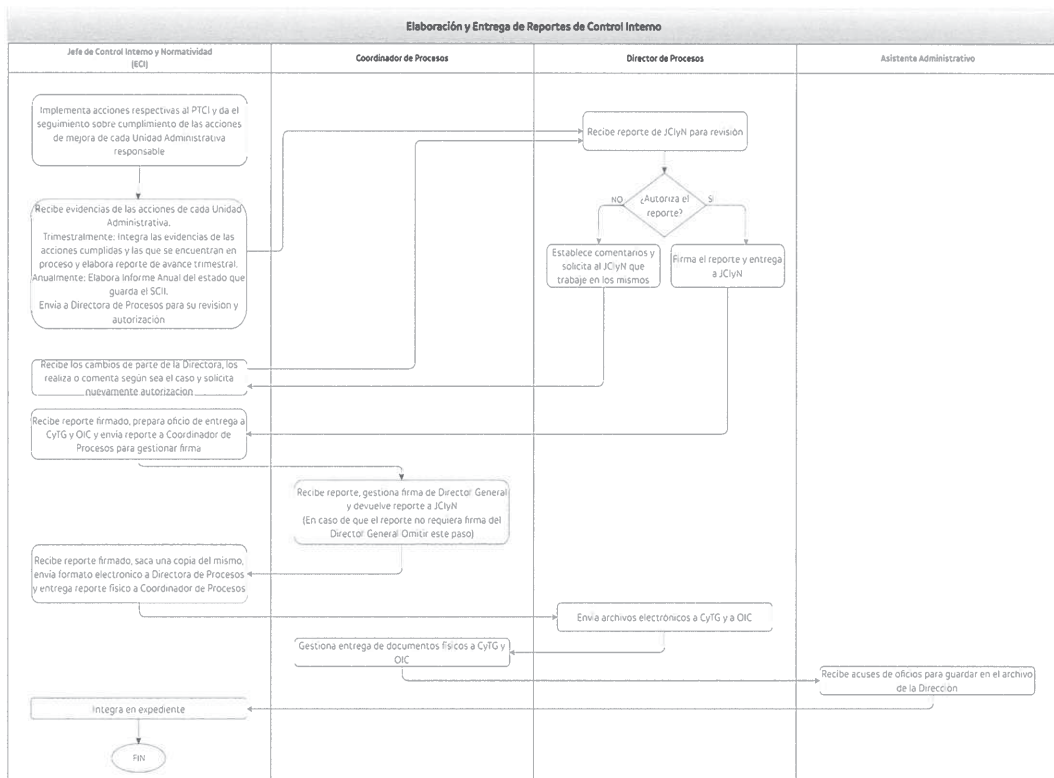 Elaboración y Entrega de Reportes de Control Interno
Jefe de Control Interno y Normatividad
(ECI)
Coordinador de Procesos
Director de Procesos
Asistente Administrativo
Implementa acciones respectivas al PTCI y da el
seguimiento sobre cumplimiento de las acciones
de mejora de cada Unidad Administrativa
responsable
Recibe reporte de JCIyN para revisión
¿Autoriza el
reporte?
NO
SI
Recibe evidencias de las acciones de cada Unidad
Administrativa.
Trimestralmente: Integra las evidencias de las
acciones cumplidas y las que se encuentran en
proceso y elabora reporte de avance trimestral.
Anualmente: Elabora Informe Anual del estado que
guarda el SCII.
Envía a Directora de Procesos para su revisión y
autorización
Establece comentarios y
solicita al JCIyN que
trabaje en los mismos
Firma el reporte y entrega
a JCIyN
Recibe los cambios de parte de la Directora, los
realiza o comenta según sea el caso y solicita
nuevamente autorizacion
Recibe reporte firmado, prepara oficio de entrega a
CyTG y OIC y envía reporte a Coordinador de
Procesos para gestionar firma
Recibe reporte, gestiona firma de Director General
y devuelve reporte a JCIyN
(En caso de que el reporte no requiera firma del
Director General Omitir este paso)
Recibe reporte firmado, saca una copia del mismo,
envía formato electronico a Directora de Procesos
y entrega reporte físico a Coordinador de Procesos
Envía archivos electrónicos a CyTG y a OIC
Gestiona entrega de documentos físicos a CyTG y
OIC
Recibe acuses de oficios para guardar en el archivo
de la Direccion
Integra en expediente
FIN